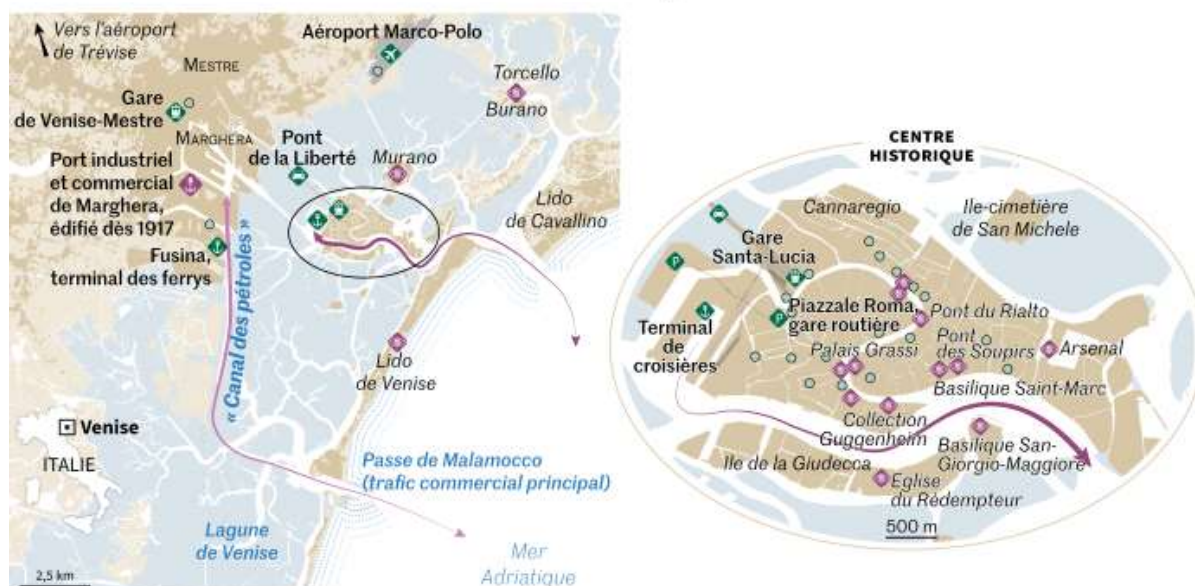 Vers l'aéroport
de Trévise
Aéroport Marco-Polo
MESTRE
Torcello
Burano
Gare
de Venise-Mestre
MARGHERA
Pont
de la Liberté
Murano
Port industriel
et commercial
de Marghera,
édifié dès 1917
Lido
de Cavallino
Fusina,
terminal des ferrys
« Canal des pétroles »
Lido
de Venise
Venise
ITALIE
Passe de Malamocco
(trafic commercial principal)
Lagune
de Venise
Mer
Adriatique
2,5 km
CENTRE
HISTORIQUE
Cannaregio
Ile-cimetière
de San Michele
Gare
Santa-Lucia
P
Piazzale Roma,
gare routière
P
Pont du Rialto
Terminal
de
croisières
Palais Grassi
Pont
des Soupirs
Arsenal
Basilique Saint-Marc
Collection
Guggenheim
Basilique San-
Giorgio-Maggiore
Ile de la Giudecca
Eglise
du Rédempteur
500 m